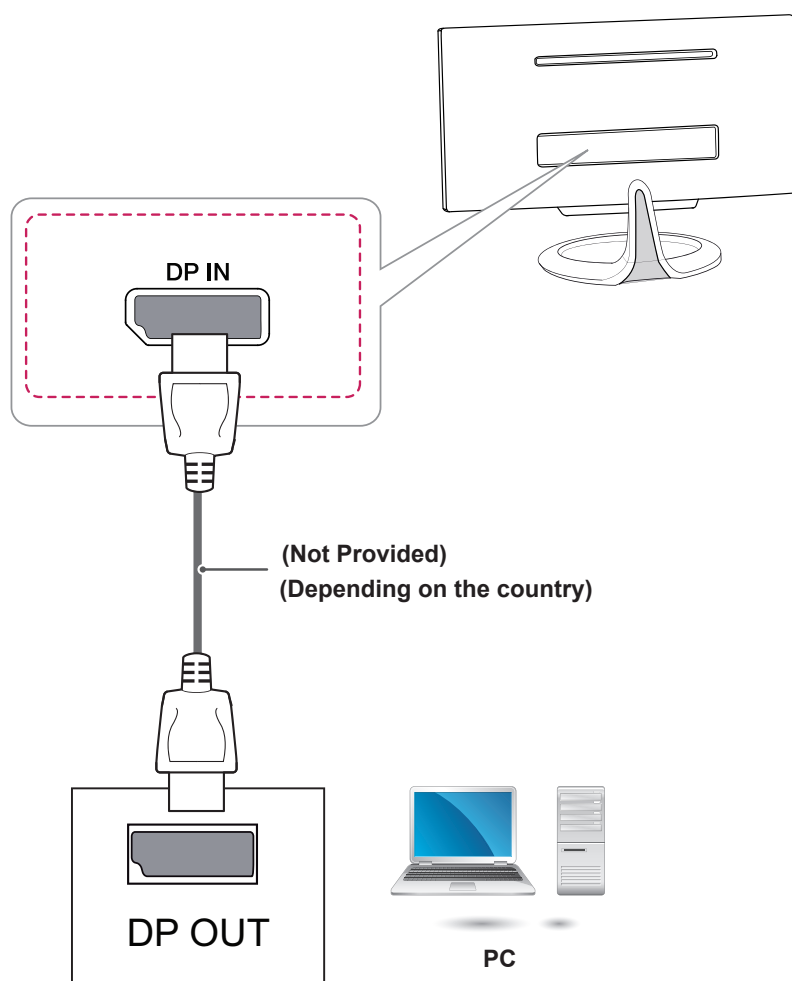 DP IN
(Not Provided)
(Depending on the country)
DP OUT
PC